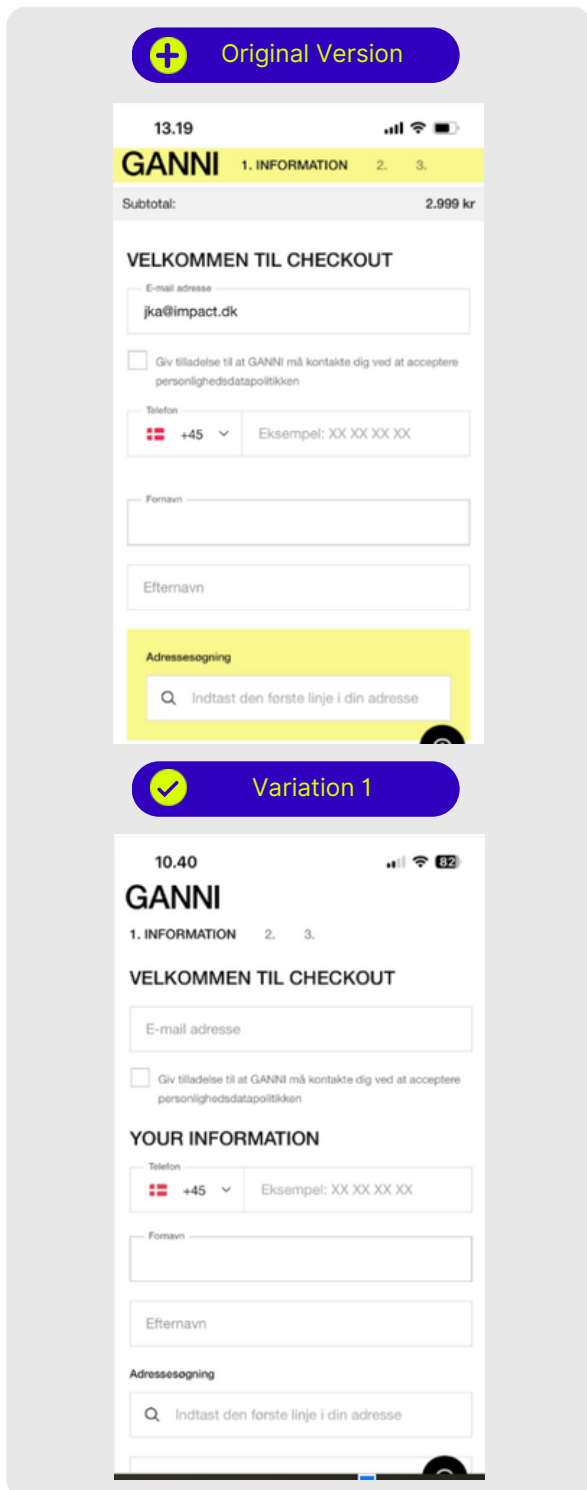 Original Version
13.19
GANNI 1. INFORMATION 2. 3.
Subtotal: 2.999 kr
VELKOMMEN TIL CHECKOUT
E-mail adresse
jka@impact.dk
Giv tilladelse til at GANNI må kontakte dig ved at acceptere
personlighedsdatapolitikken
Telefon
+45 Eksempel: XX XX XX XX
Fornavn
Efternavn
Adressesøgning
Indtast den første linje i din adresse
Variation 1
10.40 82
GANNI
1. INFORMATION 2. 3.
VELKOMMEN TIL CHECKOUT
E-mail adresse
Giv tilladelse til at GANNI må kontakte dig ved at acceptere
personlighedsdatapolitikken
YOUR INFORMATION
Telefon
+45 Eksempel: XX XX XX XX
Fornavn
Efternavn
Adressesøgning
Indtast den første linje i din adresse